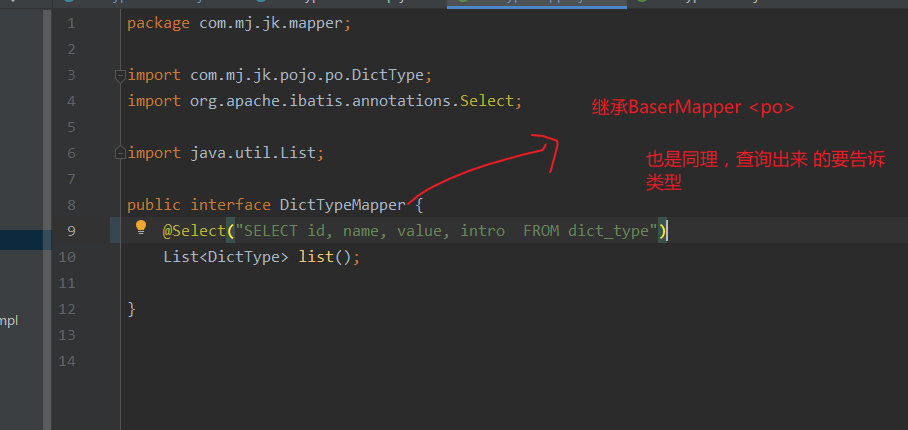 1 package com.mj.jk.mapper;
2
3 import com.mj.jk.pojo.po.DictType;
4 import org.apache.ibatis.annotations.Select;
5
继承BaserMapper <po>
6 import java.util.List;
也是同理，查询出来 的要告诉
类型
7
8 public interface DictTypeMapper {
9 @Select("SELECT id, name, value, intro  FROM dict_type")
10 List<DictType> list();
mpl
11
12 }
13
14